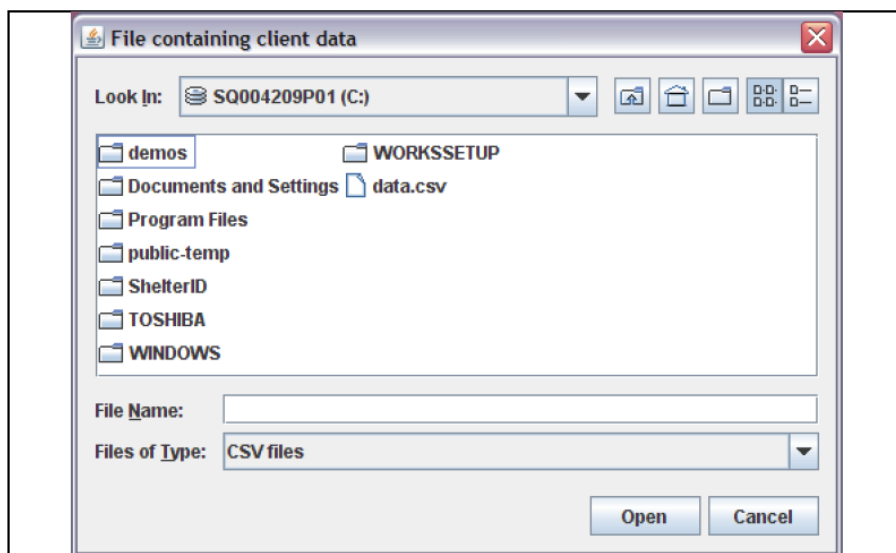 File containing client data
Look In: SQ004209P01 (C:)
demos
Documents and Settings
Program Files
public-temp
ShelterID
TOSHIBA
WINDOWS
WORKSSETUP
data.csv
File Name:
Files of Type: CSV files
Open Cancel